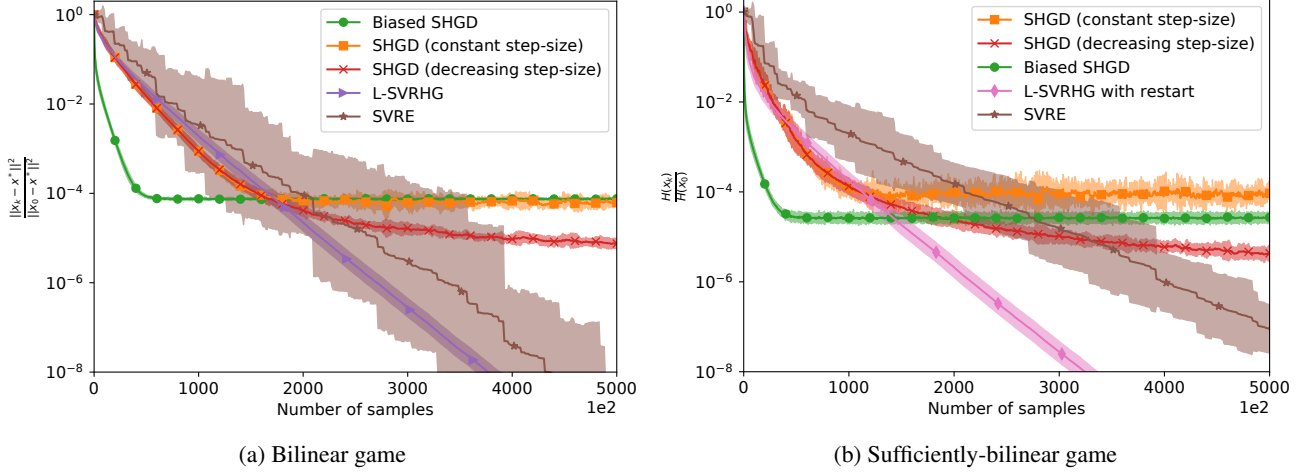 10^0
10^-2
10^-4
10^-6
10^-8
||x_k − x*||^2
||x_0 − x*||^2
Biased SHGD
SHGD (constant step-size)
SHGD (decreasing step-size)
L-SVRHG
SVRE
0 1000 2000 3000 4000 5000
Number of samples
1e2
(a) Bilinear game
10^0
10^-2
10^-4
10^-6
10^-8
H(x_k)
H(x_0)
SHGD (constant step-size)
SHGD (decreasing step-size)
Biased SHGD
L-SVRHG with restart
SVRE
0 1000 2000 3000 4000 5000
Number of samples
1e2
(b) Sufficiently-bilinear game